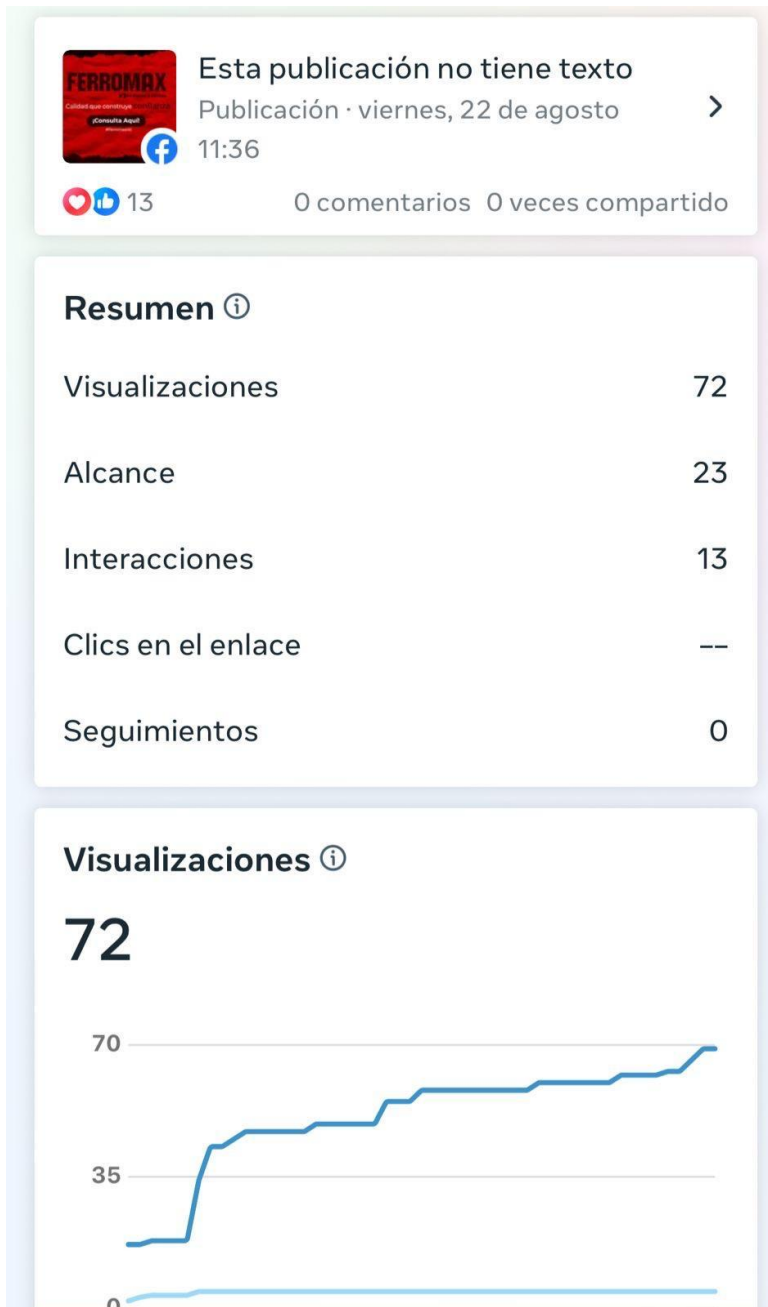 FERROMAX
Calidad que construye confianza
¡Consulta Aquí!
Esta publicación no tiene texto
Publicación · viernes, 22 de agosto
11:36
13
0 comentarios 0 veces compartido
Resumen
Visualizaciones 72
Alcance 23
Interacciones 13
Clics en el enlace --
Seguimientos 0
Visualizaciones
72
70
35
0